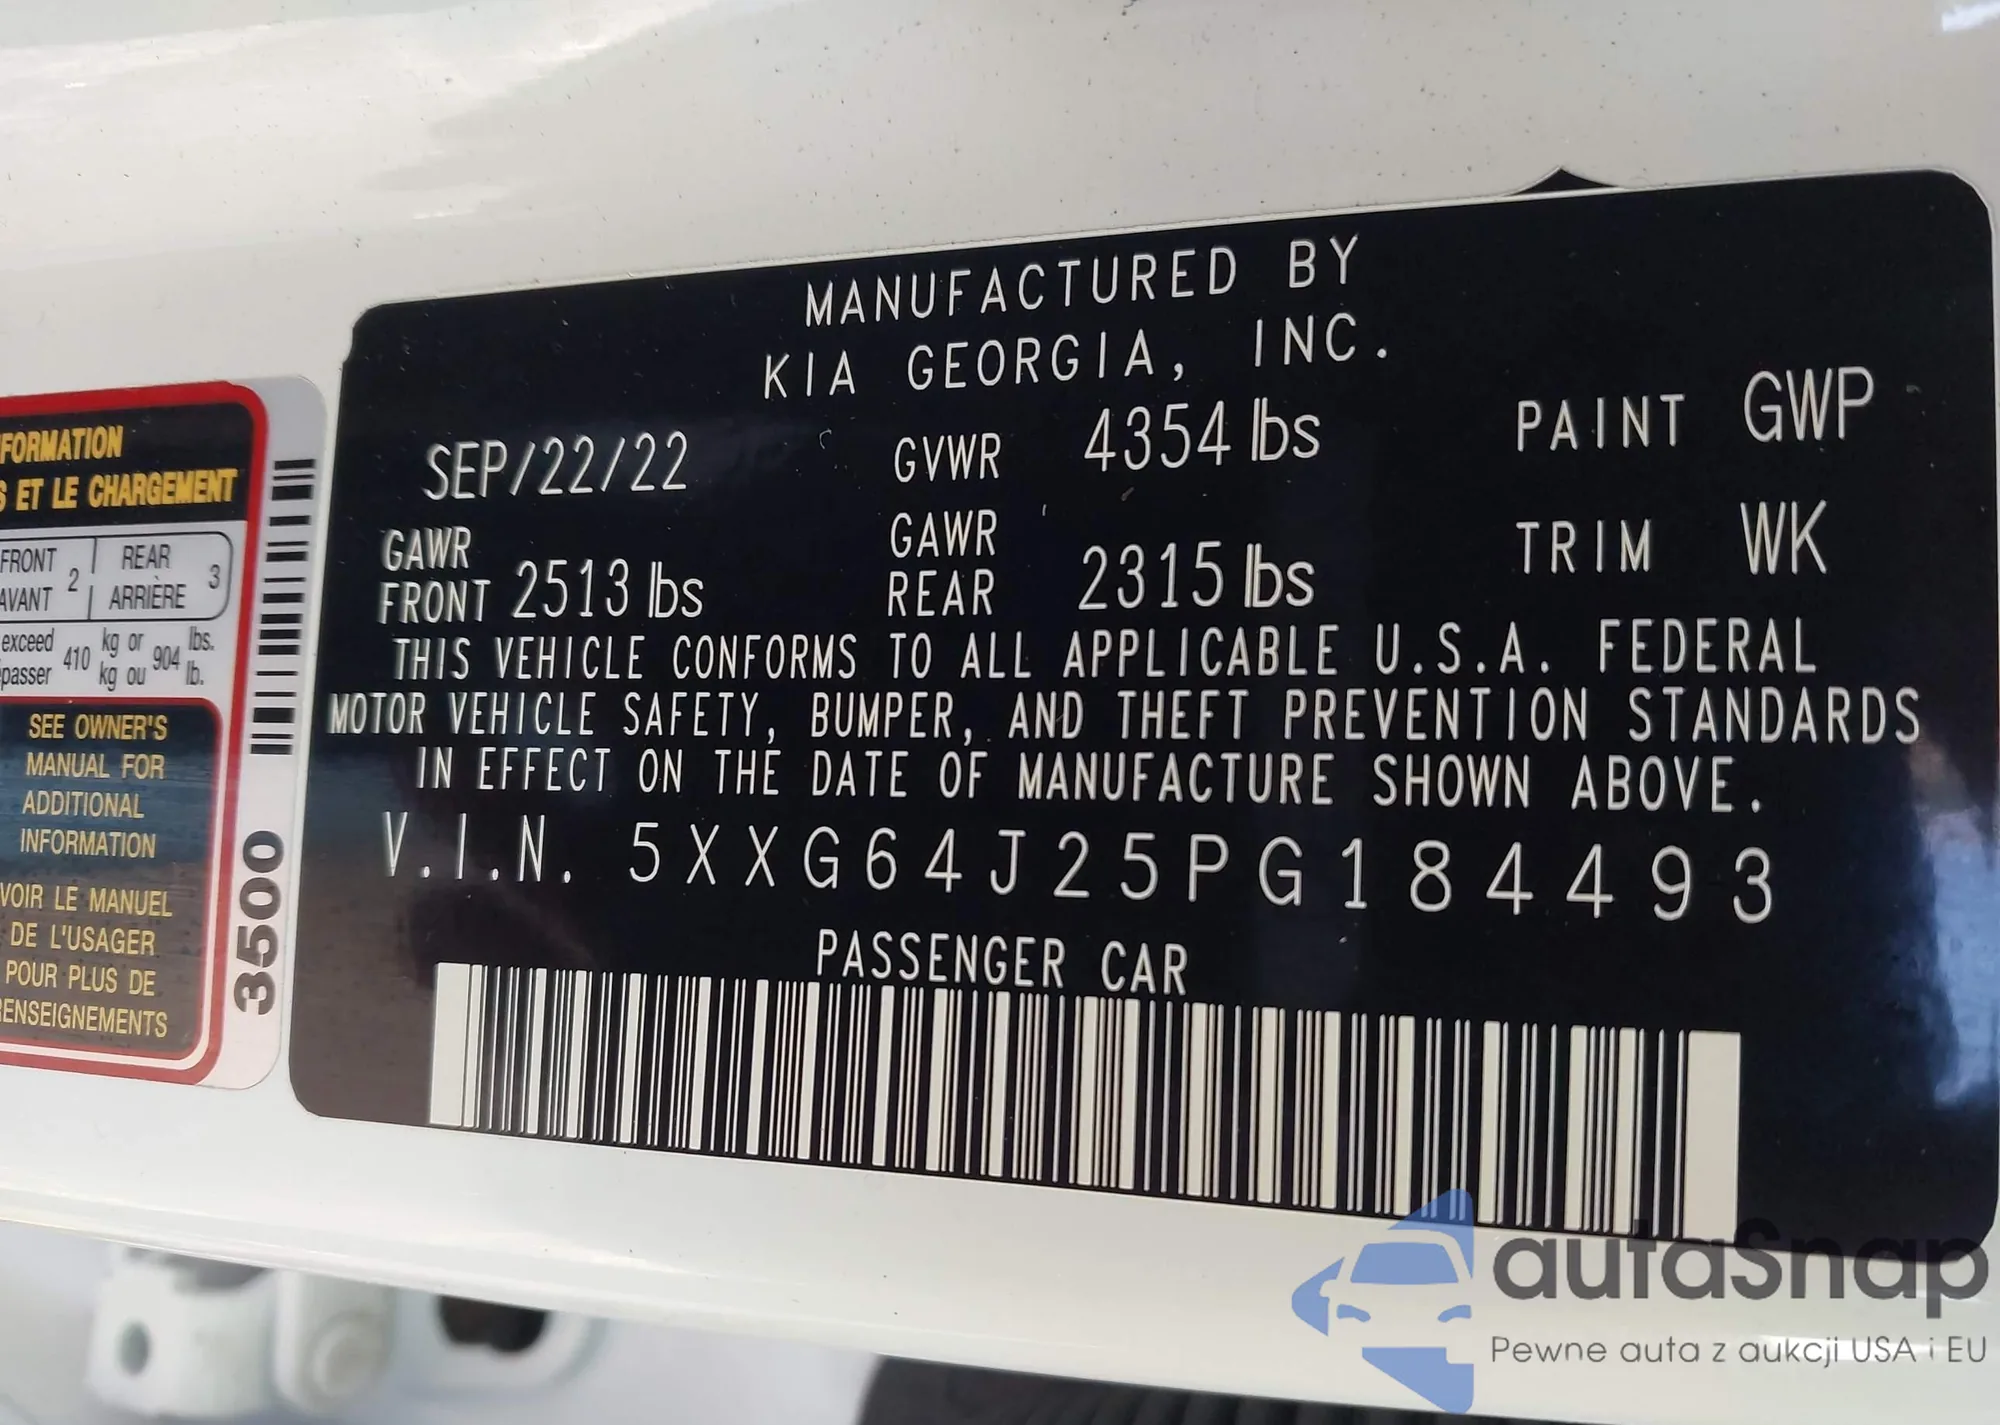 FORMATION
S ET LE CHARGEMENT
FRONT 2 REAR 3
AVANT ARRIÈRE
exceed 410 kg or 904 lbs.
passer kg ou lb.
SEE OWNER'S
MANUAL FOR
ADDITIONAL
INFORMATION
VOIR LE MANUEL
DE L'USAGER
POUR PLUS DE
RENSEIGNEMENTS
3500
MANUFACTURED BY
KIA GEORGIA, INC.
SEP/22/22 GVWR 4354 lbs PAINT GWP
GAWR FRONT 2513 lbs GAWR REAR 2315 lbs TRIM WK
THIS VEHICLE CONFORMS TO ALL APPLICABLE U.S.A. FEDERAL
MOTOR VEHICLE SAFETY, BUMPER, AND THEFT PREVENTION STANDARDS
IN EFFECT ON THE DATE OF MANUFACTURE SHOWN ABOVE.
V.I.N. 5XXG64J25PG184493
PASSENGER CAR
autaSnap
Pewne auta z aukcji USA i EU